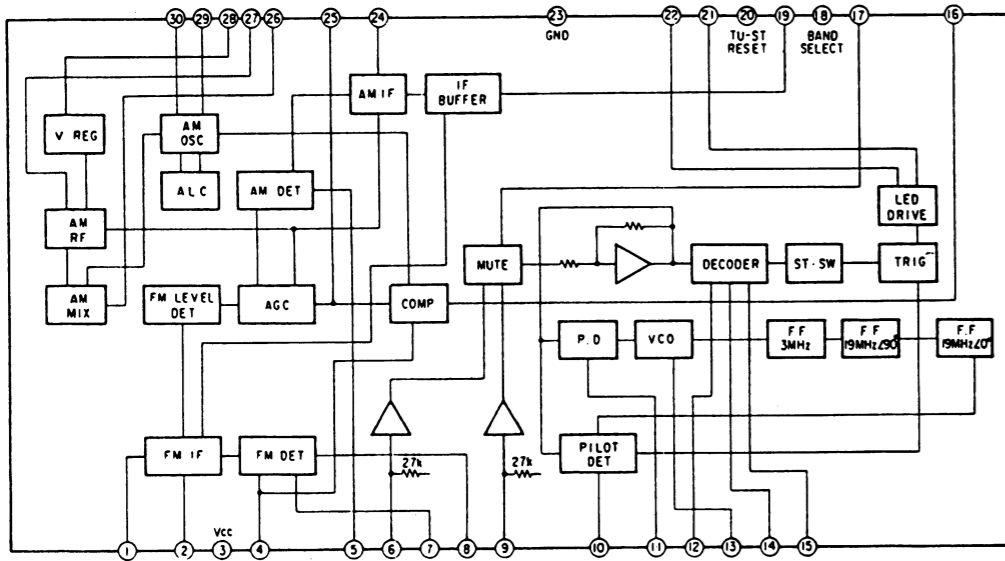 30 29 28 27 26 25 24 23 22 21 20 19 18 17 16
GND
TU-ST
RESET
BAND
SELECT
V REG
AM
OSC
AM IF
IF
BUFFER
ALC
AM DET
LED
DRIVE
AM
RF
MUTE
DECODER
ST-SW
TRIG
AM
MIX
FM LEVEL
DET
AGC
COMP
P.D
VCO
F F
3MHz
F.F
19MHz∠90°
F.F
19MHz∠0°
FM IF
FM DET
27k
27k
PILOT
DET
Vcc
1 2 3 4 5 6 7 8 9 10 11 12 13 14 15